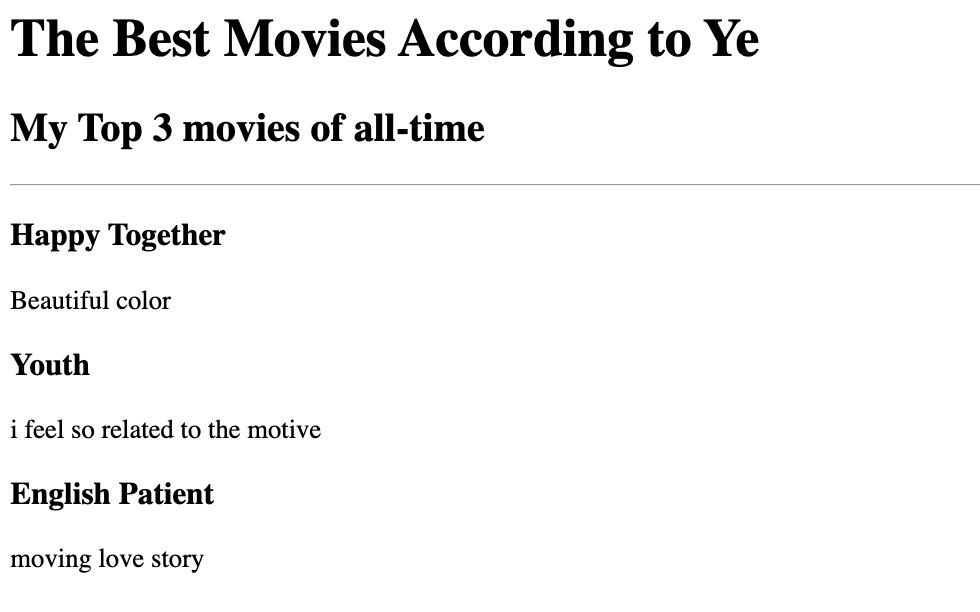 The Best Movies According to Ye
My Top 3 movies of all-time
Happy Together
Beautiful color
Youth
i feel so related to the motive
English Patient
moving love story